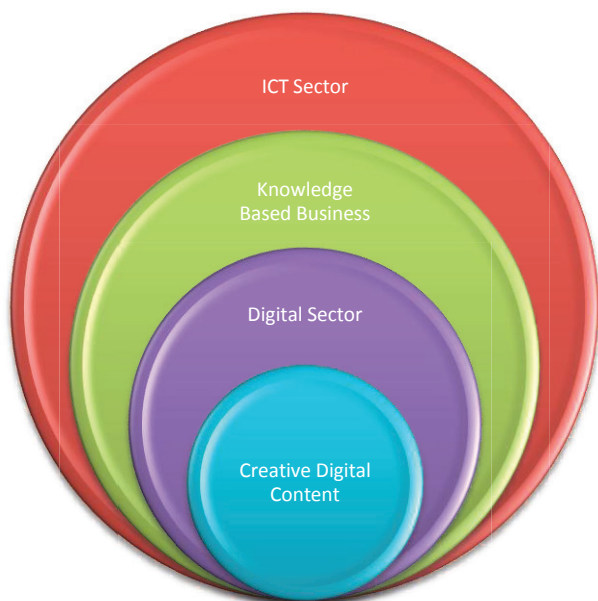 ICT Sector
Knowledge
Based Business
Digital Sector
Creative Digital
Content